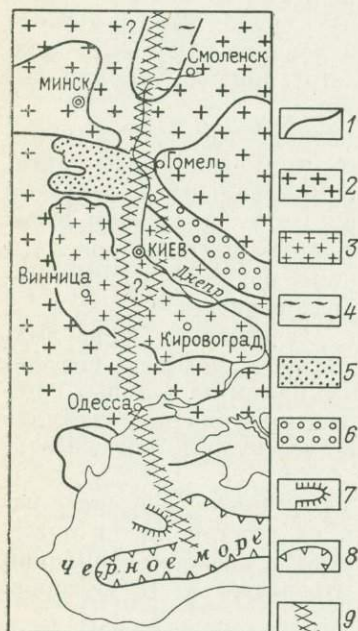 ?
Смоленск
МИНСК
Гомель
КИЕВ
Днепр
?
Винница
Кировоград
Одесса
Черное море
1
2
3
4
5
6
7
8
9